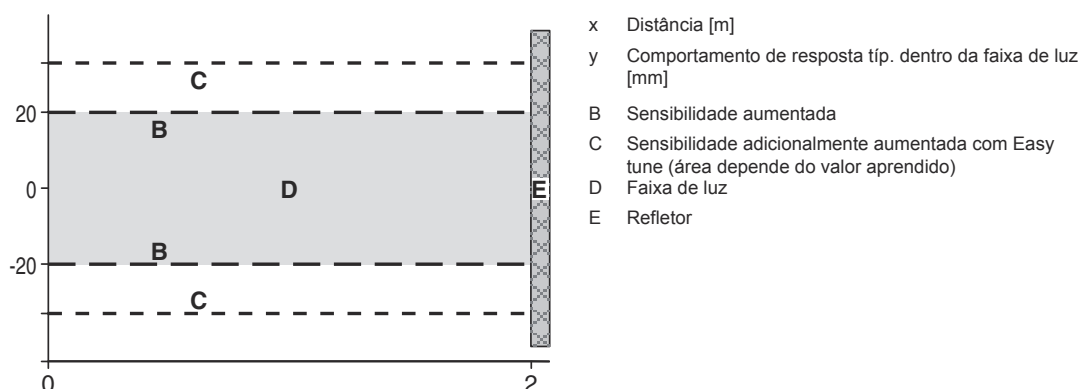 C
20
B
0
D
E
B
-20
C
0
2
x Distância [m]
y Comportamento de resposta típ. dentro da faixa de luz
[mm]
B Sensibilidade aumentada
C Sensibilidade adicionalmente aumentada com Easy
tune (área depende do valor aprendido)
D Faixa de luz
E Refletor